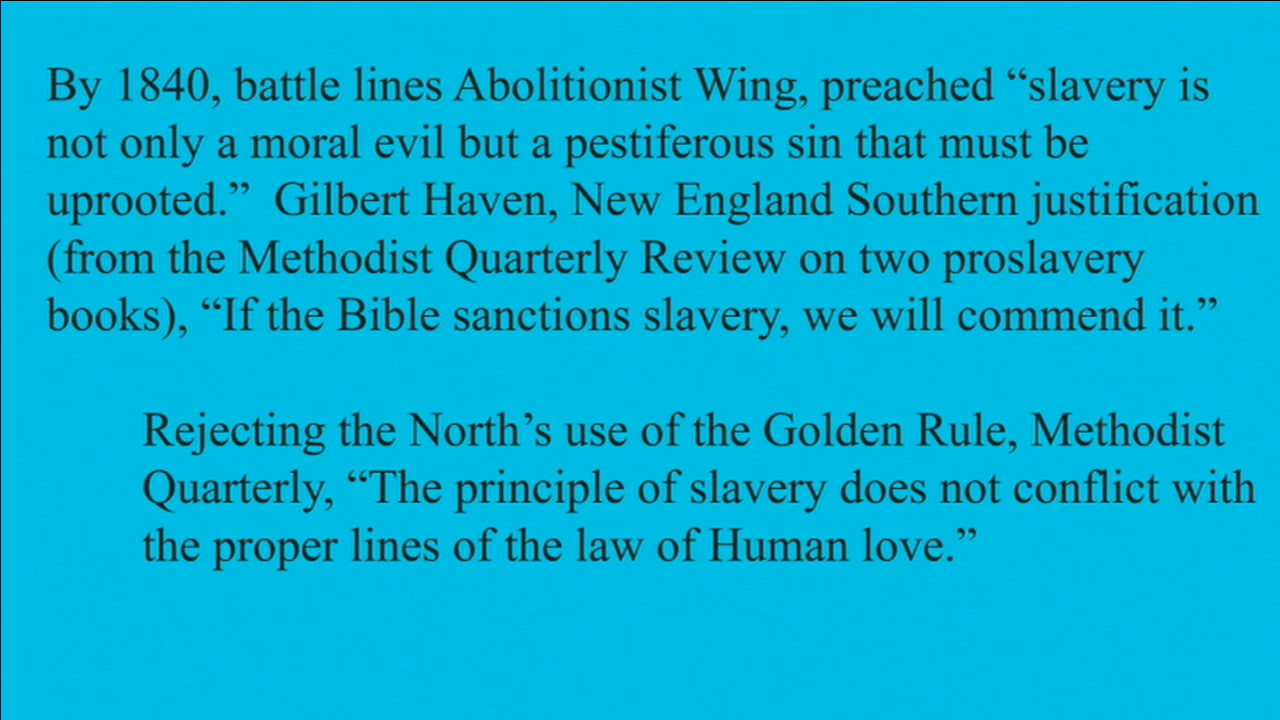 By 1840, battle lines Abolitionist Wing, preached “slavery is
not only a moral evil but a pestiferous sin that must be
uprooted.”  Gilbert Haven, New England Southern justification
(from the Methodist Quarterly Review on two proslavery
books), “If the Bible sanctions slavery, we will commend it.”
Rejecting the North’s use of the Golden Rule, Methodist
Quarterly, “The principle of slavery does not conflict with
the proper lines of the law of Human love.”